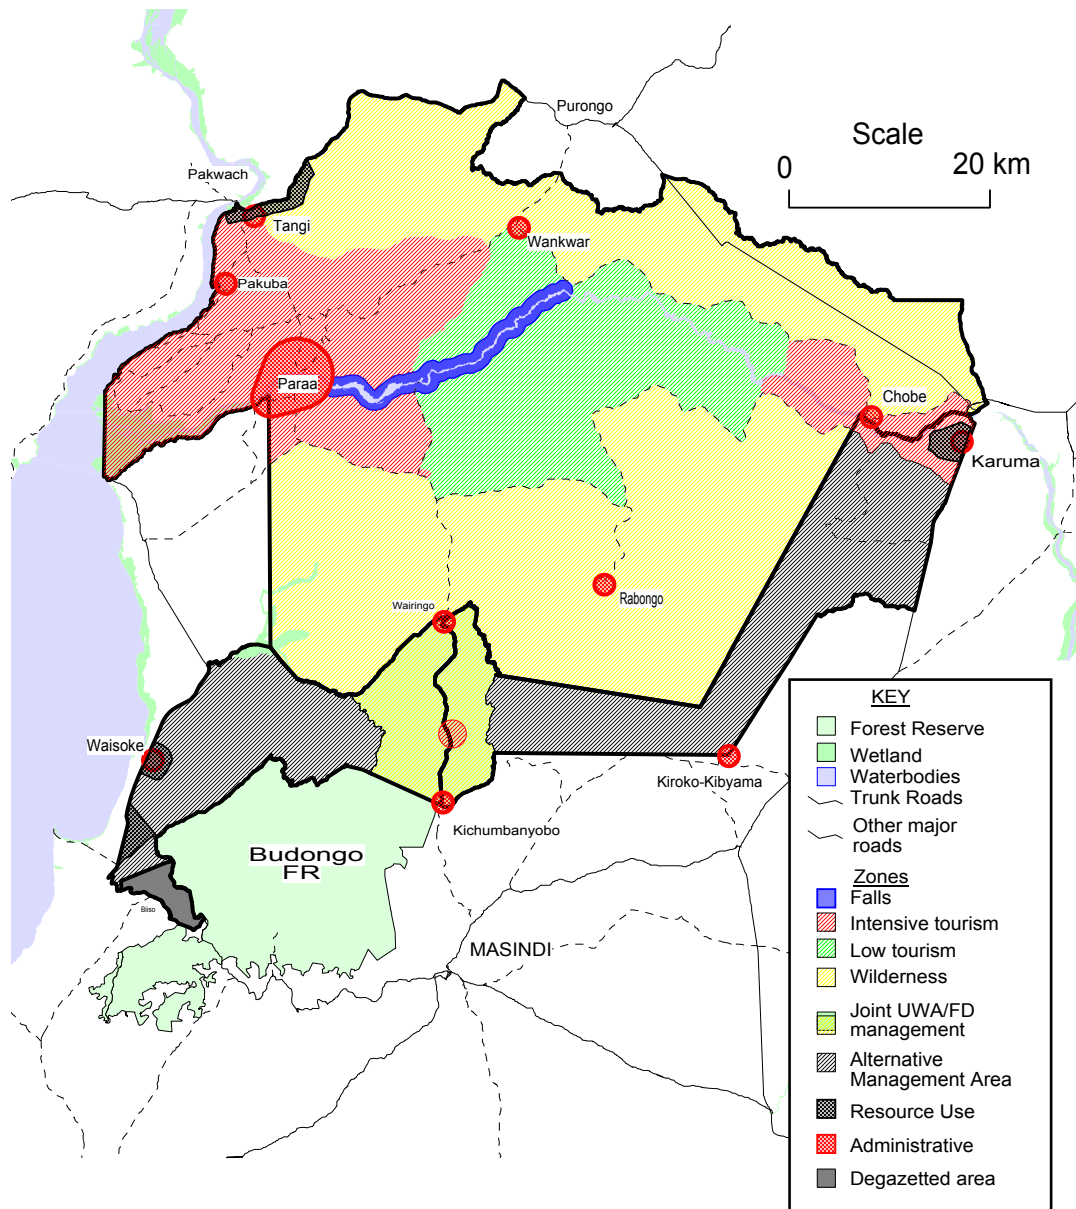 Purongo
Scale
0
20 km
Pakwach
Tangi
Wankwar
Pakuba
Paraa
Chobe
Karuma
Rabongo
Wairingo
Waisoke
Kiroko-Kibyama
Kichumbanyobo
Budongo
FR
Biiso
MASINDI
KEY
Forest Reserve
Wetland
Waterbodies
Trunk Roads
Other major
roads
Zones
Falls
Intensive tourism
Low tourism
Wilderness
Joint UWA/FD
management
Alternative
Management Area
Resource Use
Administrative
Degazetted area